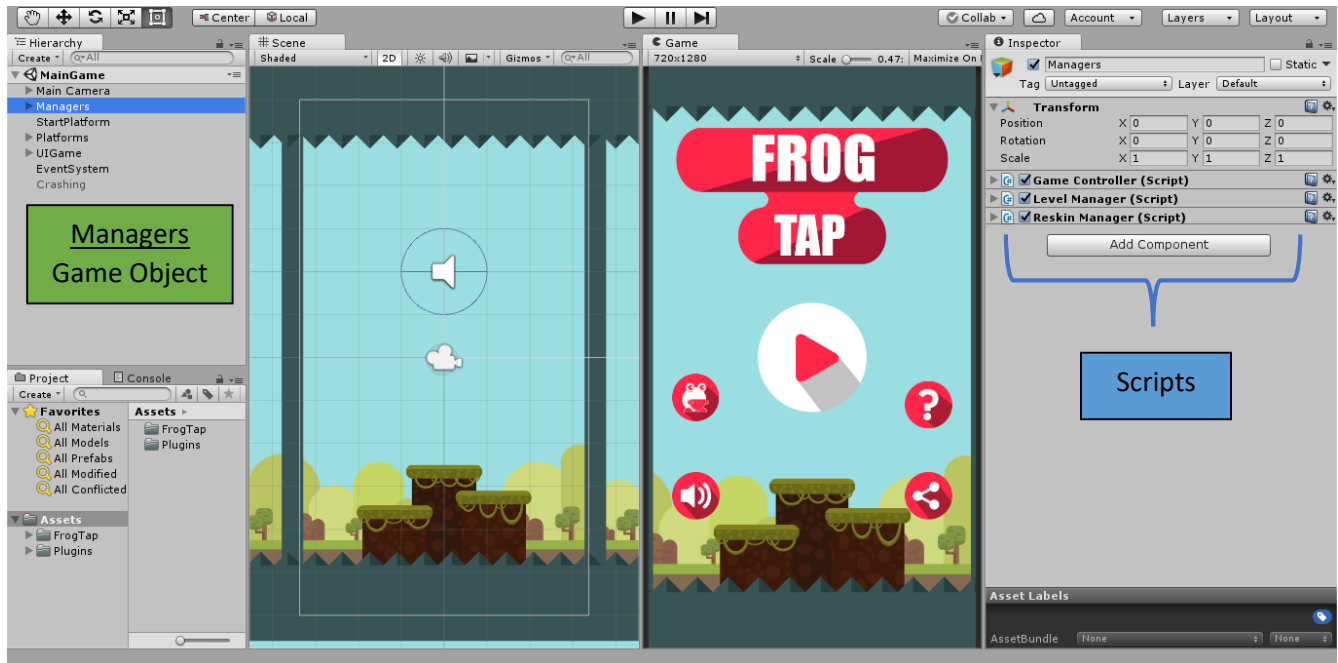 Center Local
Collab Account Layers Layout
Hierarchy
Create All
MainGame
Main Camera
Managers
StartPlatform
Platforms
UIGame
EventSystem
Crashing
Managers
Game Object
Project Console
Create
Favorites
All Materials
All Models
All Prefabs
All Modified
All Conflicted
Assets
FrogTap
Plugins
Assets
FrogTap
Plugins
# Scene
Shaded 2D Gizmos All
Game
720x1280 Scale 0.47: Maximize On
FROG
TAP
?
Inspector
Managers Static
Tag Untagged Layer Default
Transform
Position X 0 Y 0 Z 0
Rotation X 0 Y 0 Z 0
Scale X 1 Y 1 Z 1
Game Controller (Script)
Level Manager (Script)
Reskin Manager (Script)
Add Component
Scripts
Asset Labels
AssetBundle None None